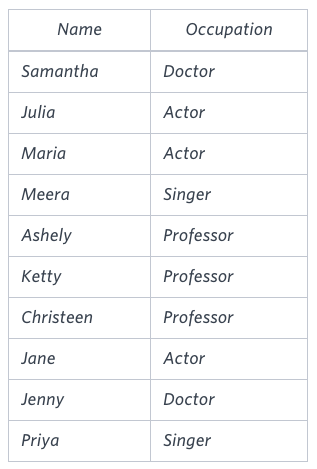 Name Occupation
Samantha Doctor
Julia Actor
Maria Actor
Meera Singer
Ashely Professor
Ketty Professor
Christeen Professor
Jane Actor
Jenny Doctor
Priya Singer